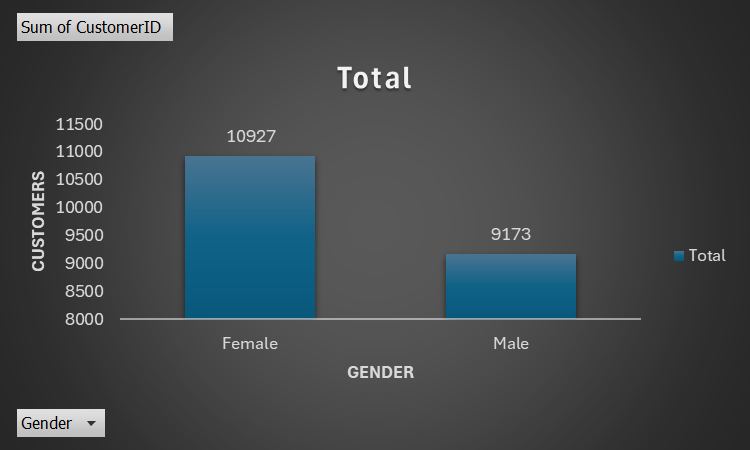 Sum of CustomerID
Total
11500
11000
10500
10000
9500
9000
8500
8000
CUSTOMERS
10927
9173
Female
Male
GENDER
Total
Gender